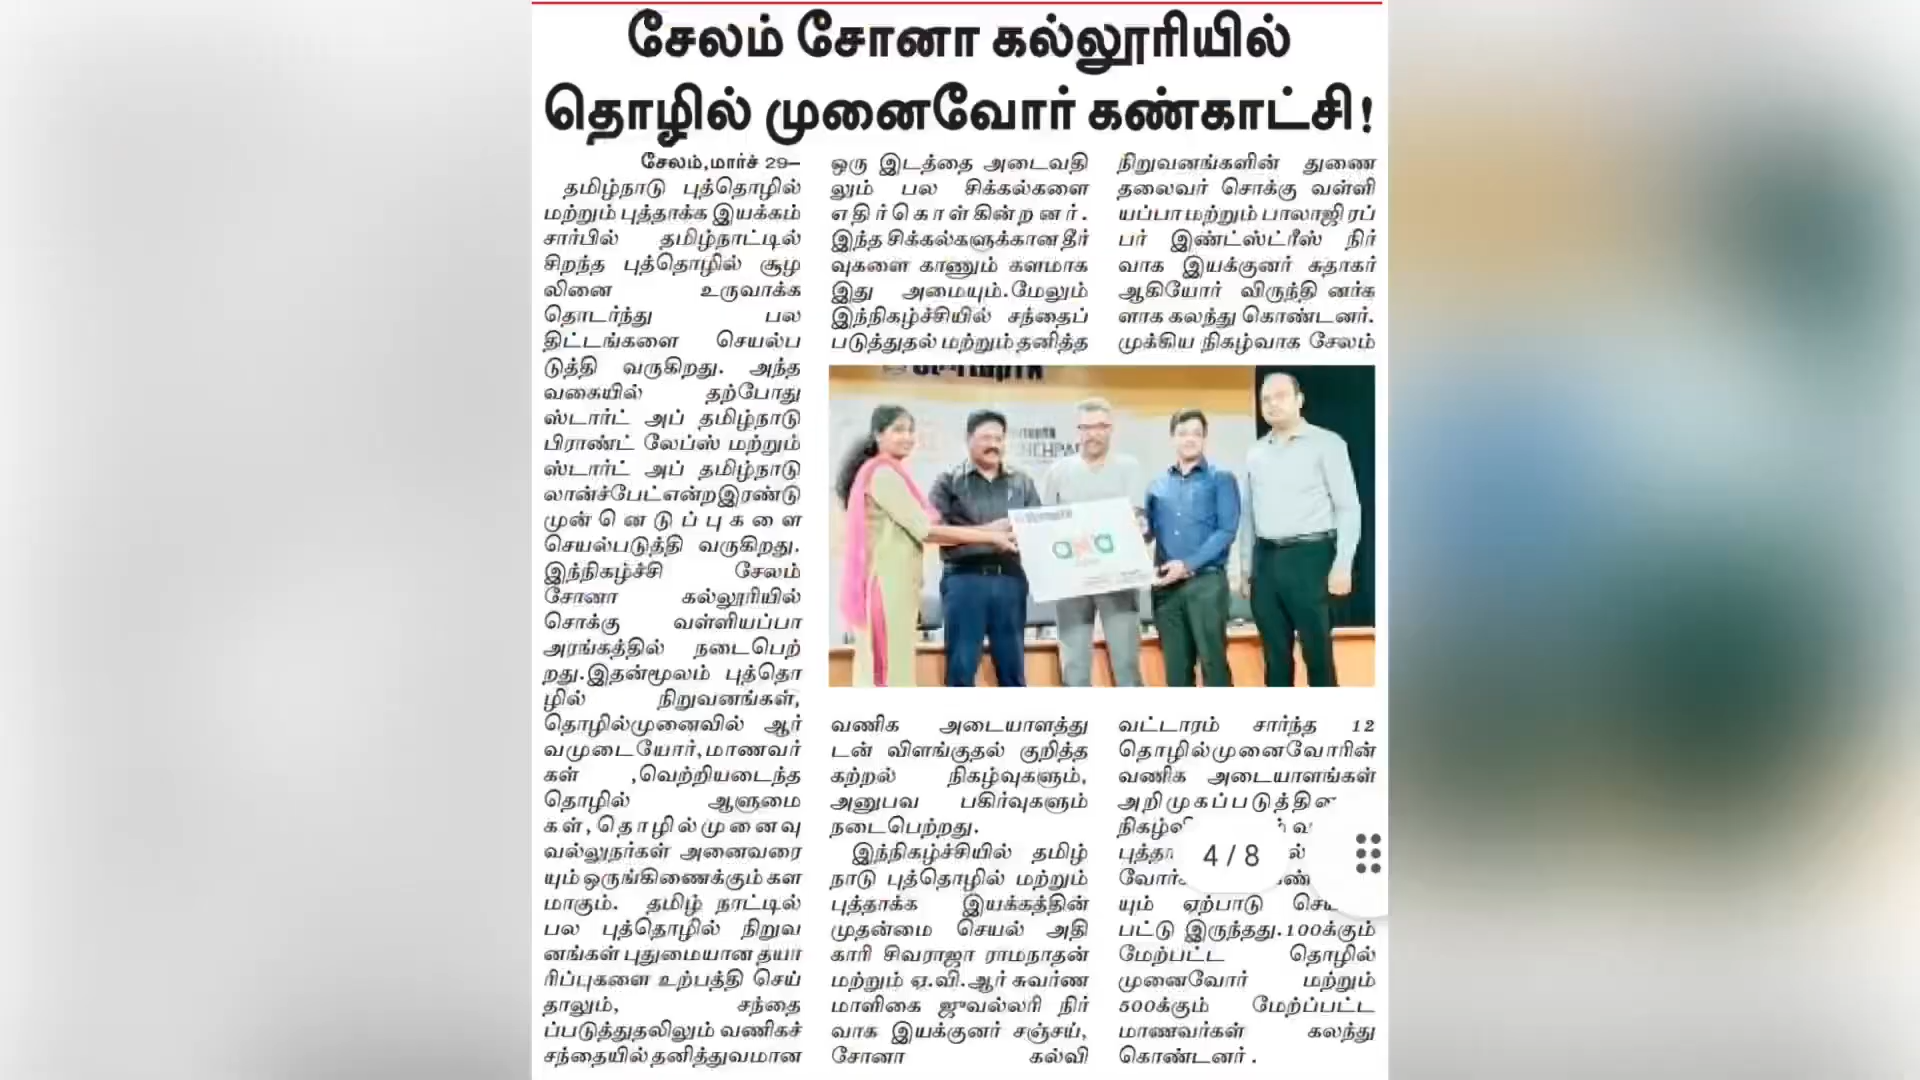 சேலம் சோனா கல்லூரியில்
தொழில் முனைவோர் கண்காட்சி!
சேலம்,மார்ச் 29–
தமிழ்நாடு புத்தொழில்
மற்றும் புத்தாக்க இயக்கம்
சார்பில் தமிழ்நாட்டில்
சிறந்த புத்தொழில் சூழ
லினை உருவாக்க
தொடர்ந்து பல
திட்டங்களை செயல்ப
டுத்தி வருகிறது. அந்த
வகையில் தற்போது
ஸ்டார்ட் அப் தமிழ்நாடு
பிராண்ட் லேப்ஸ் மற்றும்
ஸ்டார்ட் அப் தமிழ்நாடு
லான்ச்பேட்என்றஇரண்டு
முன் னெடுப்புகளை
செயல்படுத்தி வருகிறது.
இந்நிகழ்ச்சி சேலம்
சோனா கல்லூரியில்
சொக்கு வள்ளியப்பா
அரங்கத்தில் நடைபெற்
றது.இதன்மூலம் புத்தொ
ழில் நிறுவனங்கள்,
தொழில்முனைவில் ஆர்
வமுடையோர்,மாணவர்
கள் ,வெற்றியடைந்த
தொழில் ஆளுமை
கள்,தொழில்முனைவு
வல்லுநர்கள் அனைவரை
யும்ஒருங்கிணைக்கும்கள
மாகும். தமிழ் நாட்டில்
பல புத்தொழில் நிறுவ
னங்கள் புதுமையான தயா
ரிப்புகளை உற்பத்தி செய்
தாலும், சந்தை
ப்படுத்துதலிலும் வணிகச்
சந்தையில் தனித்துவமான
ஒரு இடத்தை அடைவதி
லும் பல சிக்கல்களை
எதிர்கொள்கின்றனர்.
இந்த சிக்கல்களுக்கான தீர்
வுகளை காணும் களமாக
இது அமையும்.மேலும்
இந்நிகழ்ச்சியில் சந்தைப்
படுத்துதல் மற்றும் தனித்த
வணிக அடையாளத்து
டன் விளங்குதல் குறித்த
கற்றல் நிகழ்வுகளும்,
அனுபவ பகிர்வுகளும்
நடைபெற்றது.
இந்நிகழ்ச்சியில் தமிழ்
நாடு புத்தொழில் மற்றும்
புத்தாக்க இயக்கத்தின்
முதன்மை செயல் அதி
காரி சிவராஜா ராமநாதன்
மற்றும் ஏ.வி.ஆர் சுவர்ண
மாளிகை ஜுவல்லரி நிர்
வாக இயக்குனர் சஞ்சய்,
சோனா கல்வி
நிறுவனங்களின் துணை
தலைவர் சொக்கு வள்ளி
யப்பா மற்றும் பாலாஜி ரப்
பர் இண்ட்ஸ்ட்ரீஸ் நிர்
வாக இயக்குனர் சுதாகர்
ஆகியோர் விருந்தி னர்க
ளாக கலந்து கொண்டனர்.
முக்கிய நிகழ்வாக சேலம்
வட்டாரம் சார்ந்த 12
தொழில்முனைவோரின்
வணிக அடையாளங்கள்
யும் ஏற்பாடு
பட்டு இருந்தது.100க்கும்
மேற்பட்ட தொழில்
முனைவோர் மற்றும்
500க்கும் மேற்ப்பட்ட
மாணவர்கள் கலந்து
கொண்டனர் .
4 / 8